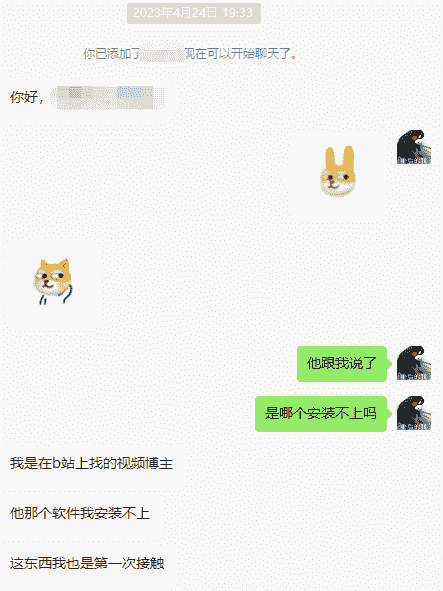 2023年4月24日 19:33
你已添加了 现在可以开始聊天了。
你好，
他跟我说了
是哪个安装不上吗
我是在b站上找的视频博主
他那个软件我安装不上
这东西我也是第一次接触